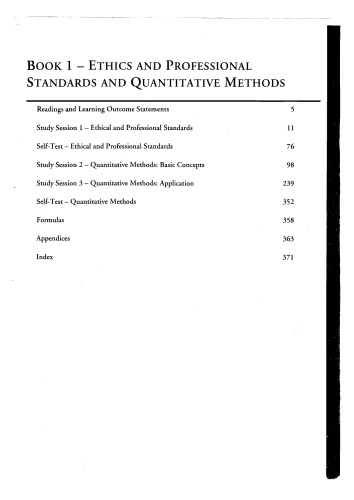 BOOK 1 – ETHICS AND PROFESSIONAL
STANDARDS AND QUANTITATIVE METHODS
Readings and Learning Outcome Statements 5
Study Session 1 – Ethical and Professional Standards 11
Self-Test – Ethical and Professional Standards 76
Study Session 2 – Quantitative Methods: Basic Concepts 98
Study Session 3 – Quantitative Methods: Application 239
Self-Test – Quantitative Methods 352
Formulas 358
Appendices 363
Index 371